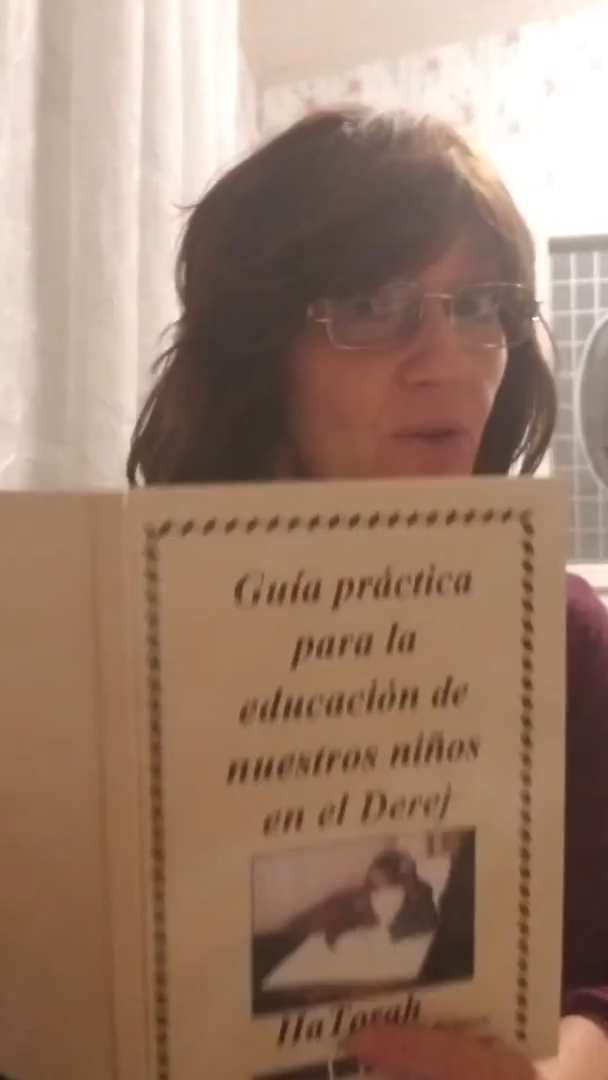 Guía práctica
para la
educación de
nuestros niños
en el Derej
HaTorah